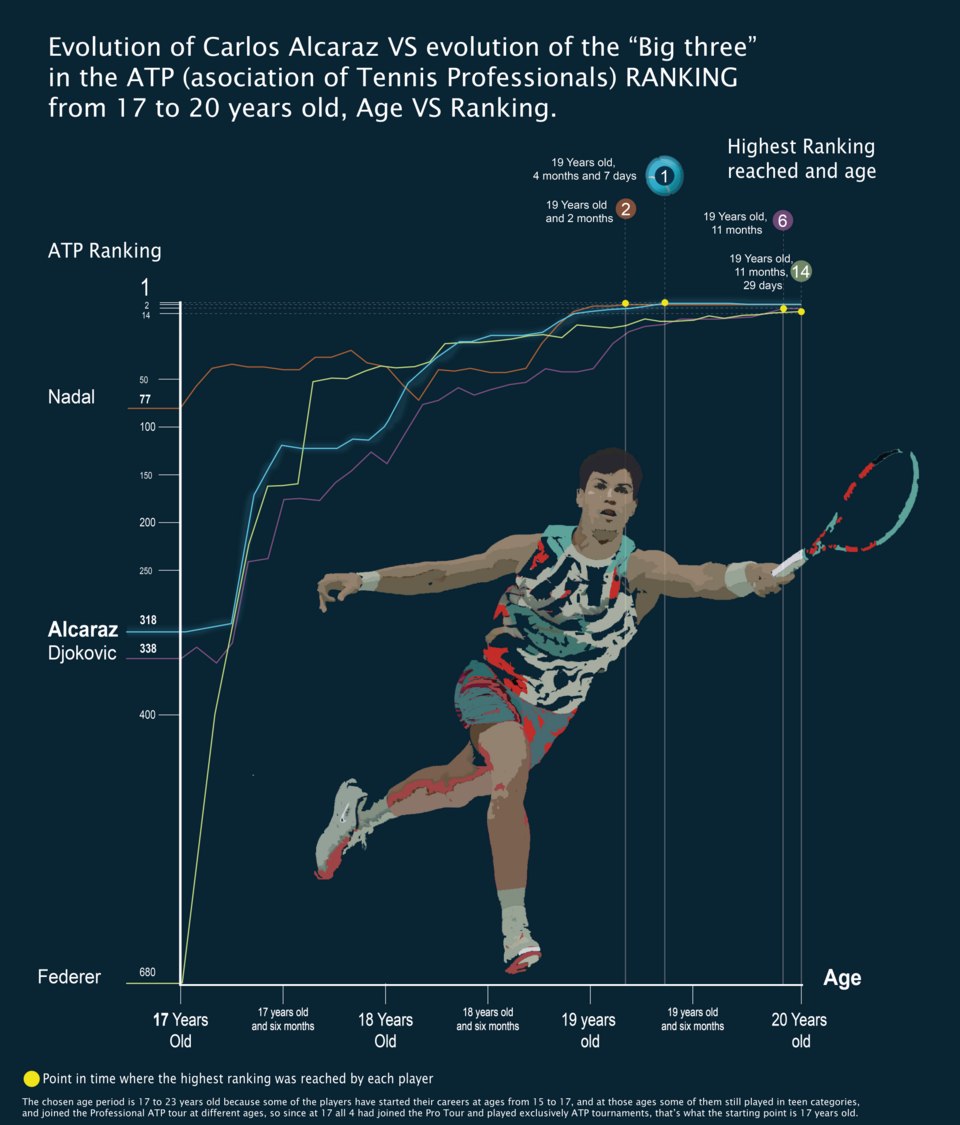 Evolution of Carlos Alcaraz VS evolution of the “Big three”
in the ATP (asociation of Tennis Professionals) RANKING
from 17 to 20 years old, Age VS Ranking.
Highest Ranking
reached and age
19 Years old,
4 months and 7 days
1
19 Years old
and 2 months
2
19 Years old,
11 months
6
19 Years old,
11 months,
29 days
14
ATP Ranking
1
2
14
50
Nadal
77
100
150
200
250
318
Alcaraz
338
Djokovic
400
Federer
680
Age
17 Years
Old
17 years old
and six months
18 Years
Old
18 years old
and six months
19 years
old
19 years old
and six months
20 Years
old
Point in time where the highest ranking was reached by each player
The chosen age period is 17 to 23 years old because some of the players have started their careers at ages from 15 to 17, and at those ages some of them still played in teen categories,
and joined the Professional ATP tour at different ages, so since at 17 all 4 had joined the Pro Tour and played exclusively ATP tounaments, that’s what the starting point is 17 years old.